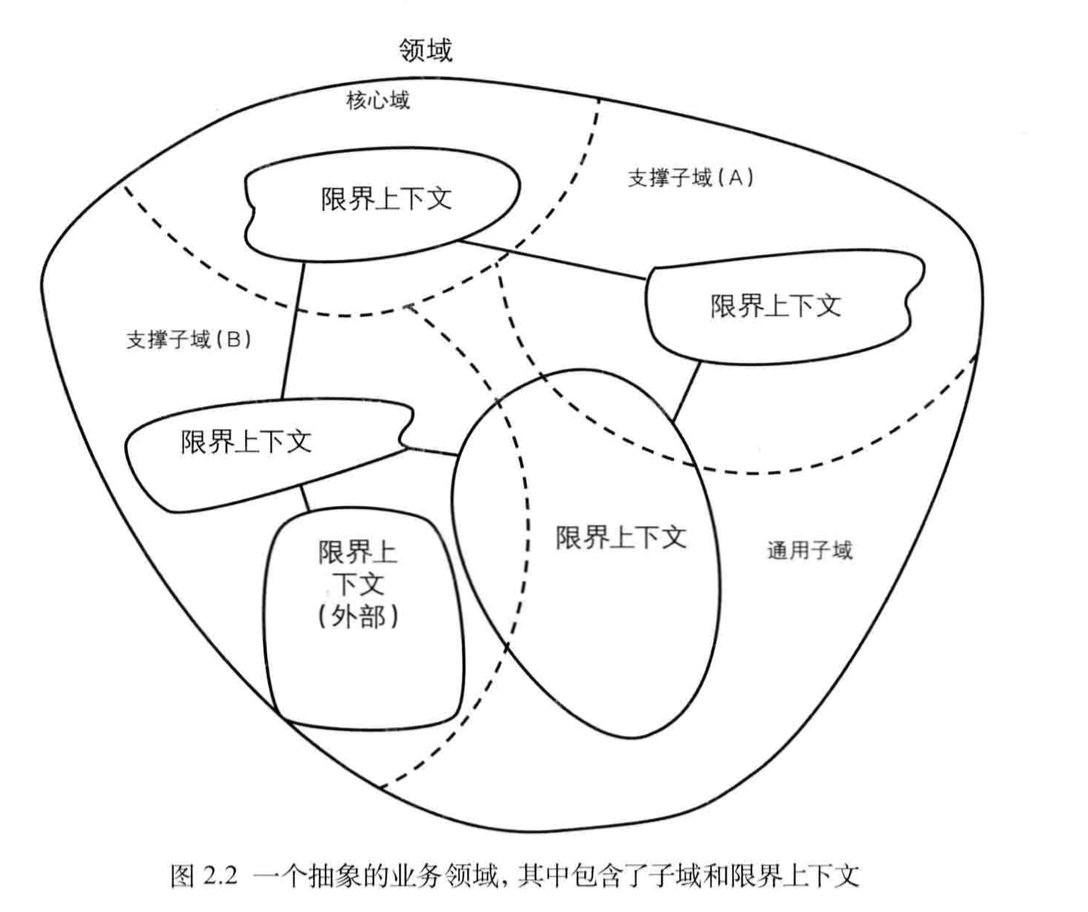 领域
核心域
限界上下文
支撑子域(A)
限界上下文
支撑子域(B)
限界上下文
限界上
下文
(外部)
限界上下文
通用子域
图 2.2 一个抽象的业务领域,其中包含了子域和限界上下文